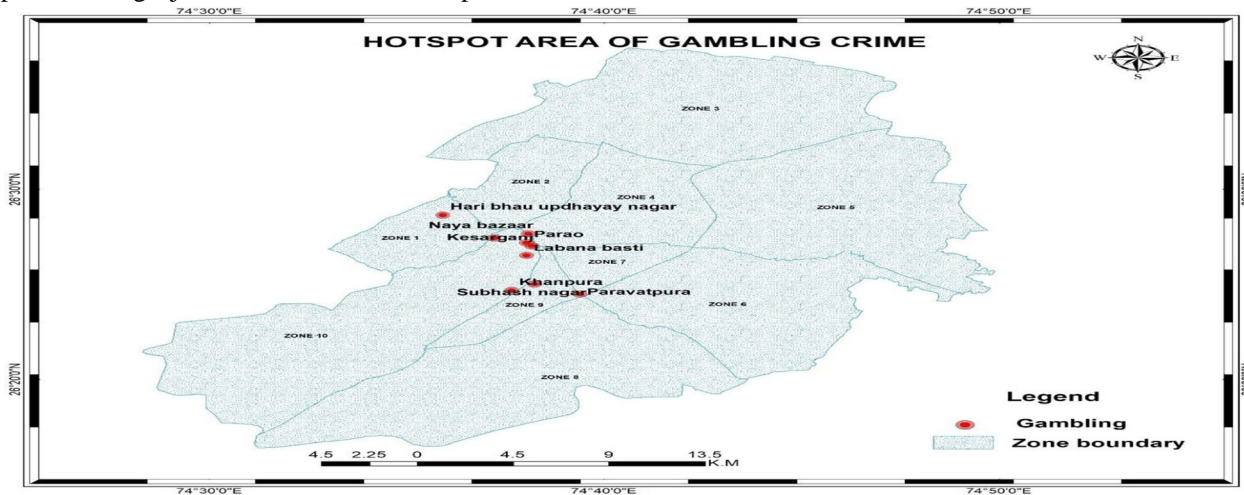 74°30'0"E 74°40'0"E 74°50'0"E
HOTSPOT AREA OF GAMBLING CRIME
N
W E
S
ZONE 3
26°30'0"N
ZONE 2
ZONE 4
Hari bhau updhayay nagar
ZONE 5
Naya bazaar
Parao
ZONE 1
Kesarganj
Labana basti
ZONE 7
Khanpura
Subhash nagar
Paravatpura
ZONE 9
ZONE 6
ZONE 10
26°20'0"N
ZONE 8
Legend
Gambling
Zone boundary
4.5 2.25 0 4.5 9 13.5
K.M
74°30'0"E 74°40'0"E 74°50'0"E